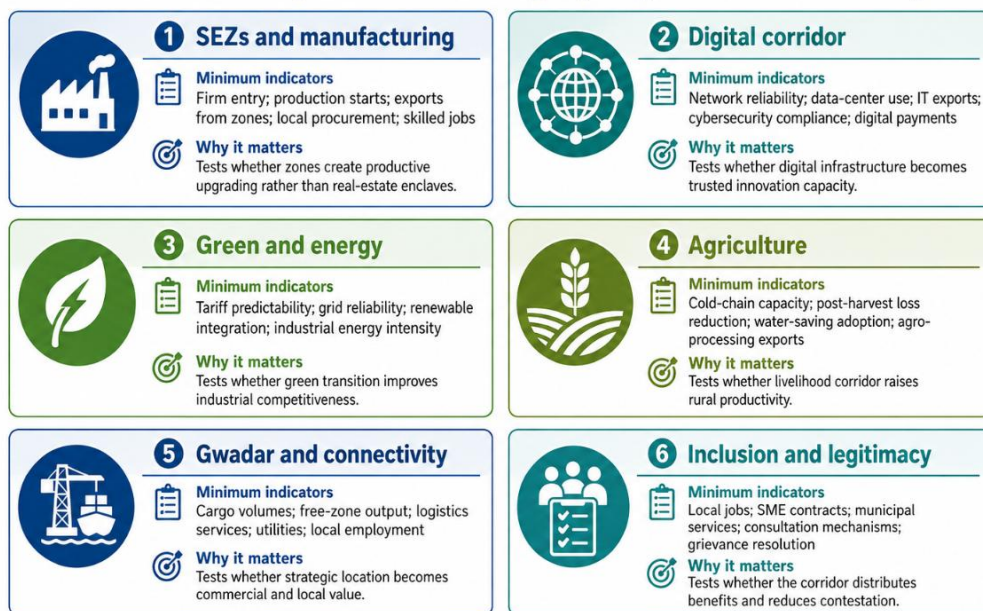 1 SEZs and manufacturing
Minimum indicators
Firm entry; production starts; exports
from zones; local procurement; skilled jobs
Why it matters
Tests whether zones create productive
upgrading rather than real-estate enclaves.
2 Digital corridor
Minimum indicators
Network reliability; data-center use; IT exports;
cybersecurity compliance; digital payments
Why it matters
Tests whether digital infrastructure becomes
trusted innovation capacity.
3 Green and energy
Minimum indicators
Tariff predictability; grid reliability; renewable
integration; industrial energy intensity
Why it matters
Tests whether green transition improves
industrial competitiveness.
4 Agriculture
Minimum indicators
Cold-chain capacity; post-harvest loss
reduction; water-saving adoption; agro-
processing exports
Why it matters
Tests whether livelihood corridor raises
rural productivity.
5 Gwadar and connectivity
Minimum indicators
Cargo volumes; free-zone output; logistics
services; utilities; local employment
Why it matters
Tests whether strategic location becomes
commercial and local value.
6 Inclusion and legitimacy
Minimum indicators
Local jobs; SME contracts; municipal
services; consultation mechanisms;
grievance resolution
Why it matters
Tests whether the corridor distributes
benefits and reduces contestation.